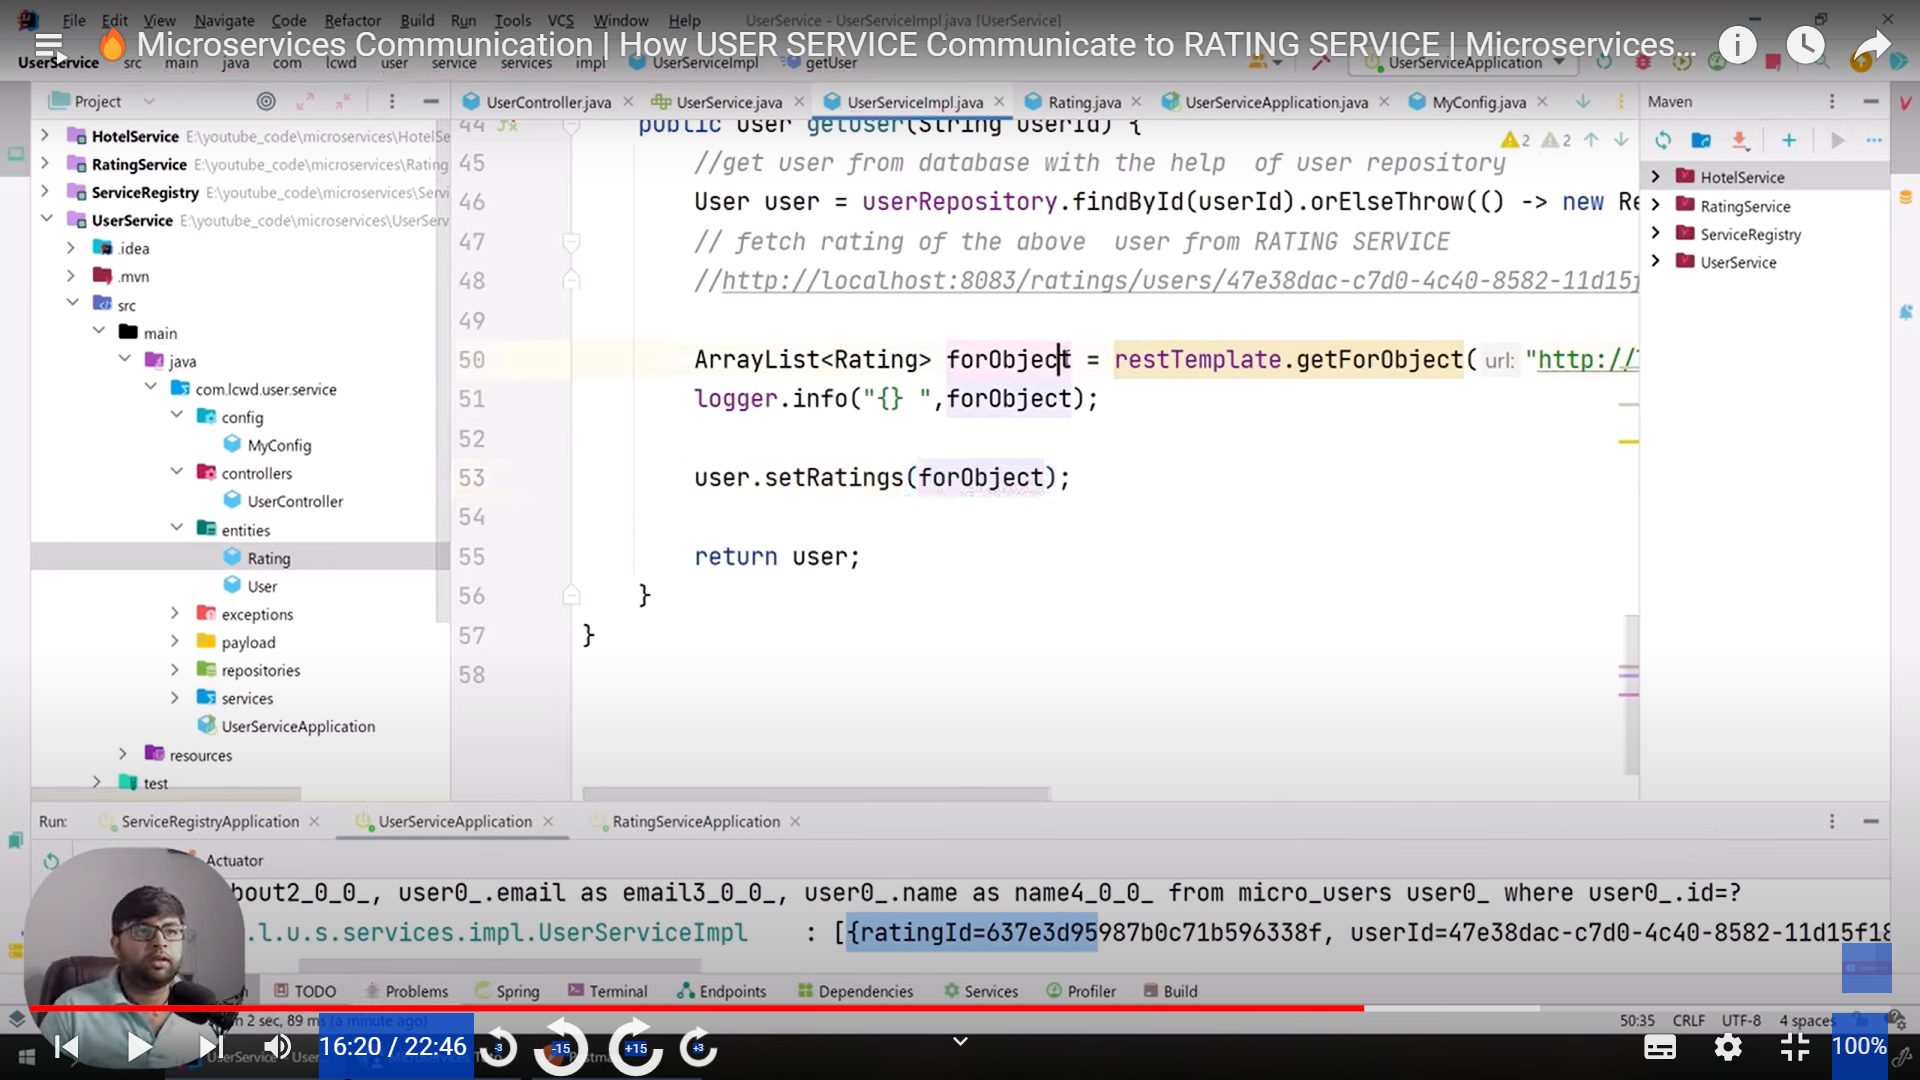 File Edit View Navigate Code Refactor Build Run Tools VCS Window Help UserService - UserServiceImpl.java [UserService]
🔥 Microservices Communication | How USER SERVICE Communicate to RATING SERVICE | Microservices...
UserService src main java com lcwd user service services impl UserServiceImpl getUser UserServiceApplication
Project
UserController.java UserService.java UserServiceImpl.java Rating.java UserServiceApplication.java MyConfig.java
Maven
HotelService E:\youtube_code\microservices\HotelSe
RatingService E:\youtube_code\microservices\Rating
ServiceRegistry E:\youtube_code\microservices\Servi
UserService E:\youtube_code\microservices\UserServ
.idea
.mvn
src
main
java
com.lcwd.user.service
config
MyConfig
controllers
UserController
entities
Rating
User
exceptions
payload
repositories
services
UserServiceApplication
resources
test
2 2
44 public User getUser(String userId) {
45 //get user from database with the help of user repository
46 User user = userRepository.findById(userId).orElseThrow(() -> new Re
47 // fetch rating of the above user from RATING SERVICE
48 //http://localhost:8083/ratings/users/47e38dac-c7d0-4c40-8582-11d15f
49
50 ArrayList<Rating> forObject = restTemplate.getForObject( url: "http://
51 logger.info("{} ",forObject);
52
53 user.setRatings(forObject);
54
55 return user;
56 }
57 }
58
HotelService
RatingService
ServiceRegistry
UserService
Run: ServiceRegistryApplication UserServiceApplication RatingServiceApplication
Actuator
bout2_0_0_, user0_.email as email3_0_0_, user0_.name as name4_0_0_ from micro_users user0_ where user0_.id=?
.l.u.s.services.impl.UserServiceImpl : [{ratingId=637e3d95987b0c71b596338f, userId=47e38dac-c7d0-4c40-8582-11d15f18
TODO Problems Spring Terminal Endpoints Dependencies Services Profiler Build
2 sec, 89 ms (a minute ago) 50:35 CRLF UTF-8 4 spaces
16:20 / 22:46 -3 -15 +15 +3 100%